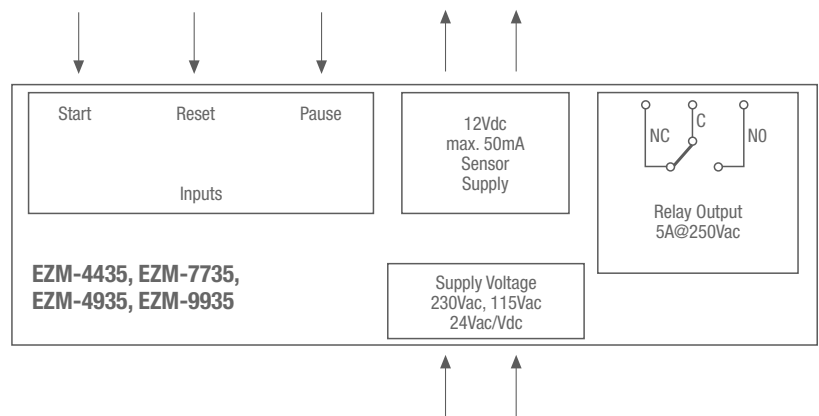 Start Reset Pause
Inputs
12Vdc
max. 50mA
Sensor
Supply
NC C NO
Relay Output
5A@250Vac
EZM-4435, EZM-7735,
EZM-4935, EZM-9935
Supply Voltage
230Vac, 115Vac
24Vac/Vdc